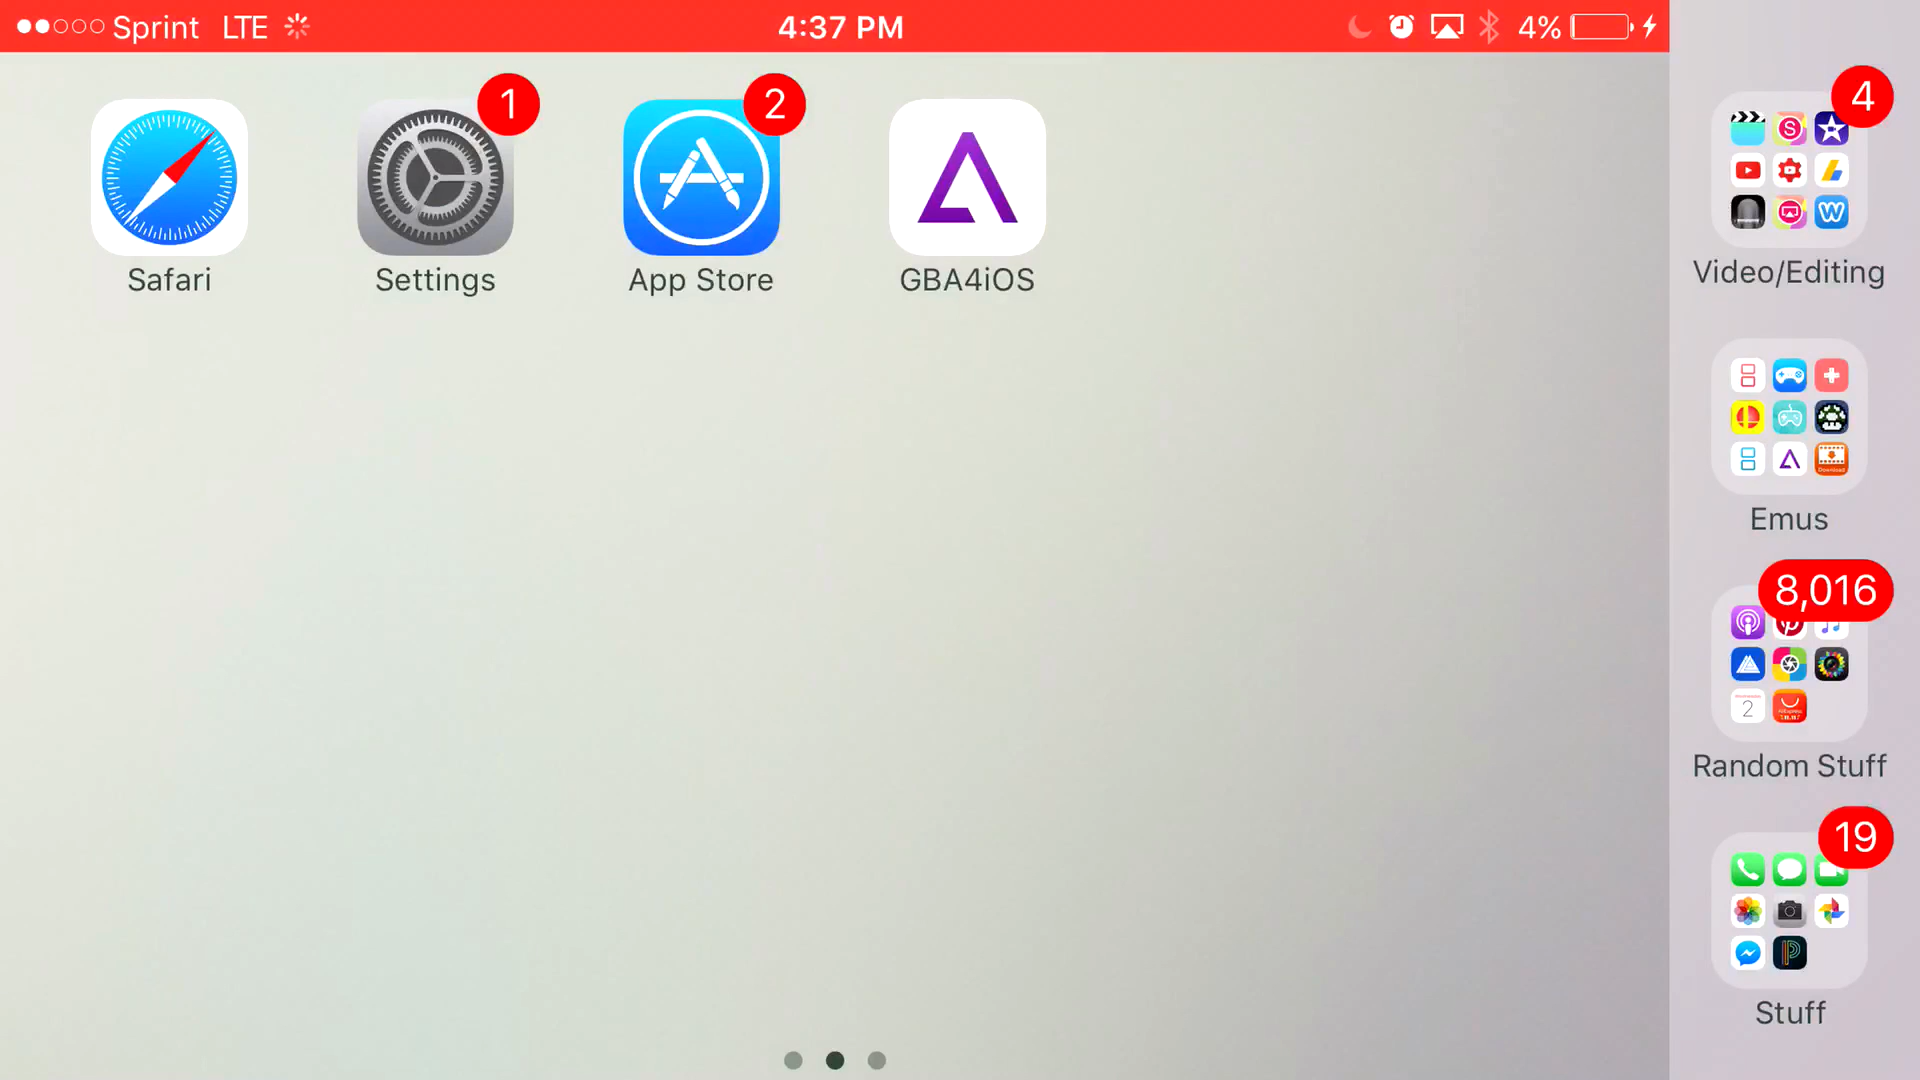 Sprint LTE 4:37 PM 4%
1 2
Safari Settings App Store GBA4iOS
4
Video/Editing
Emus
8,016
2
Random Stuff
19
Stuff